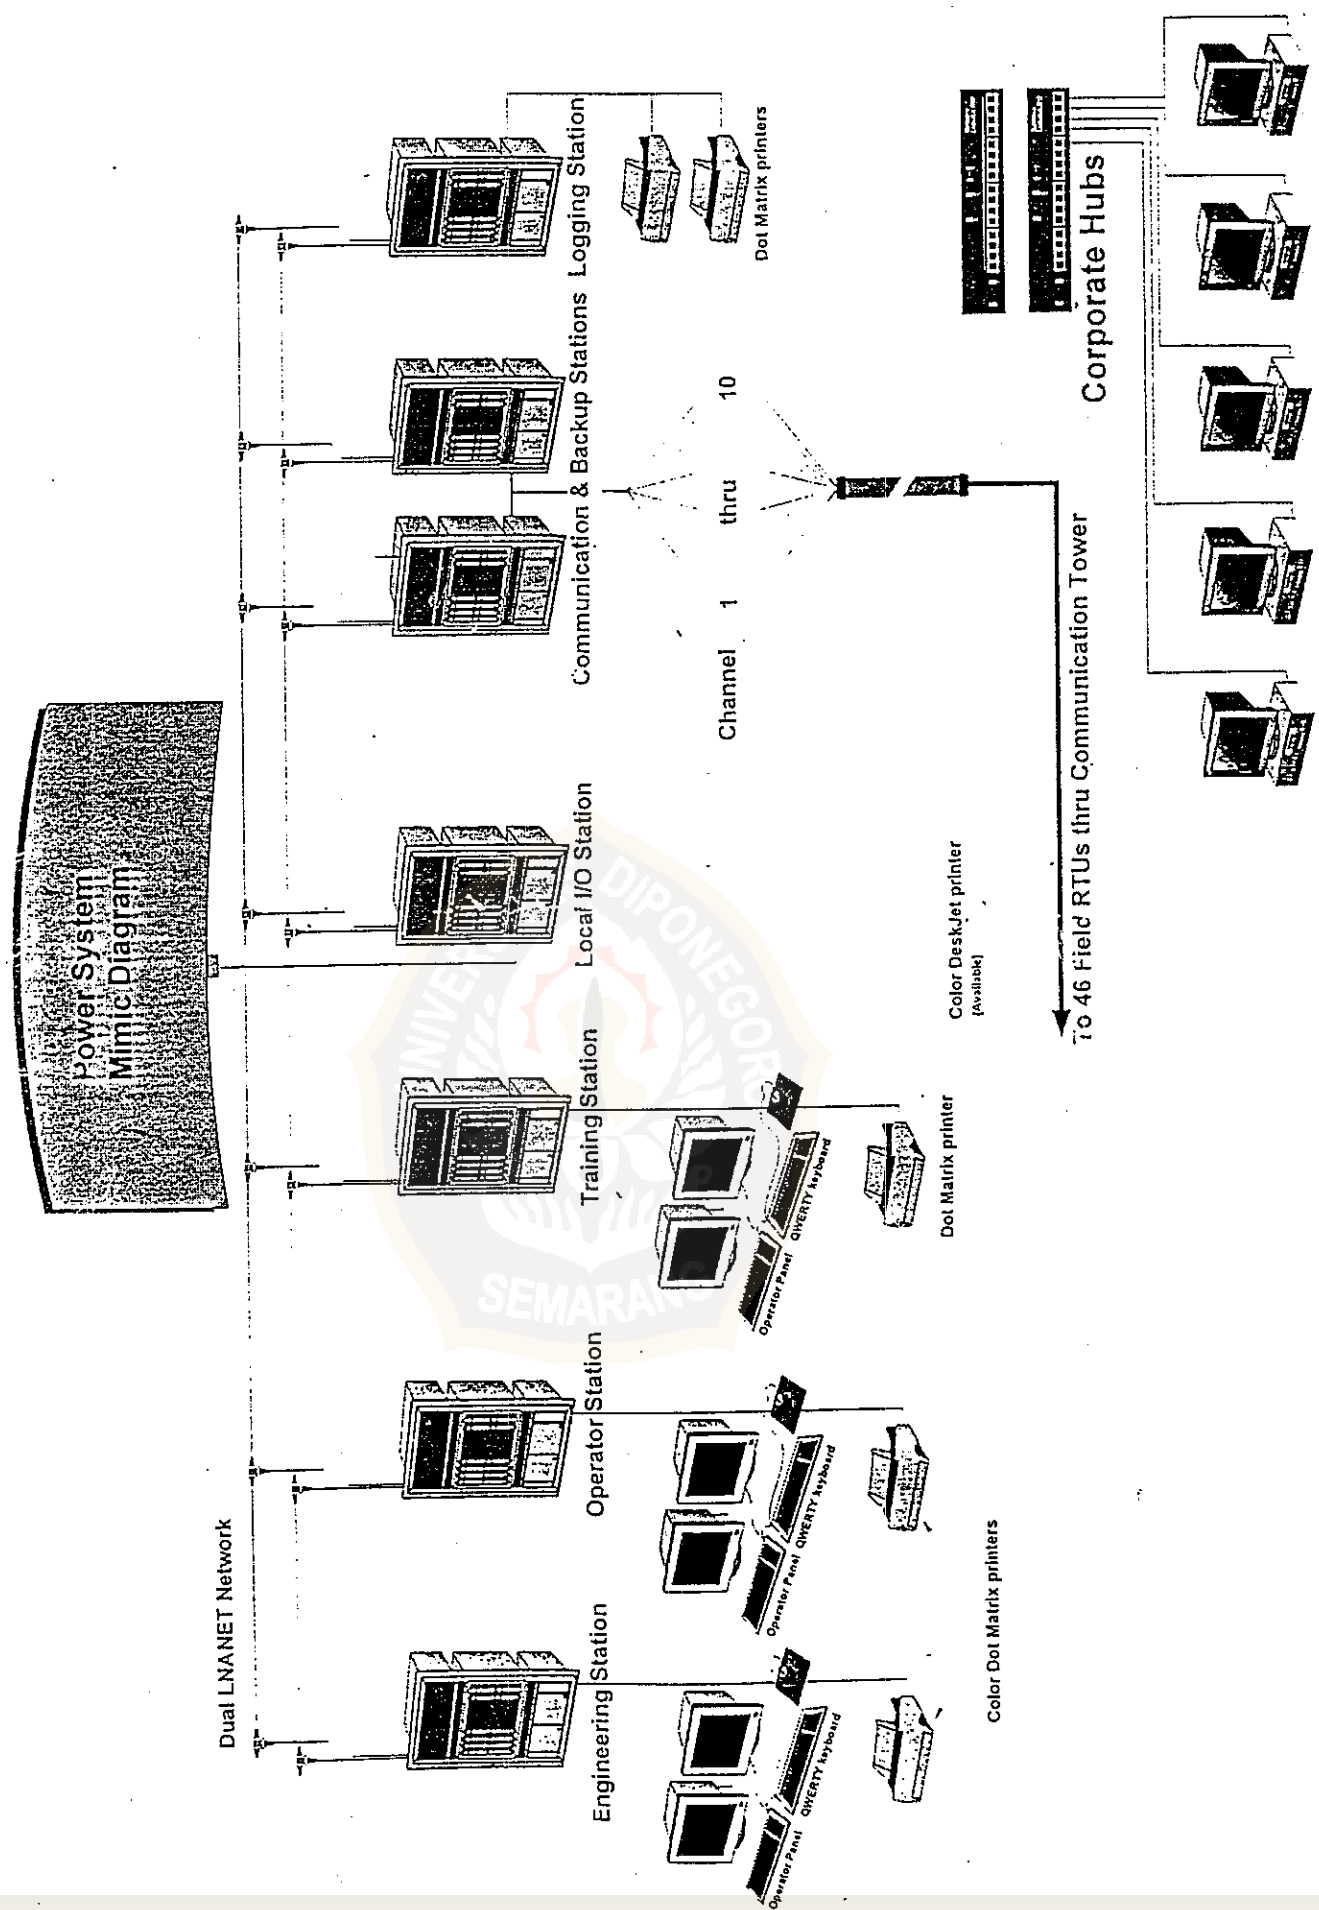 Power System
Mimic Diagram
Dual LNANET Network
Engineering Station
Operator Station
Training Station
Local I/O Station
Communication & Backup Stations
Logging Station
Operator Panel
QWERTY keyboard
Operator Panel
QWERTY keyboard
Operator Panel
QWERTY keyboard
Channel 1 thru 10
Dot Matrix printers
Color Dot Matrix printers
Dot Matrix printer
Color DeskJet printer
(Available)
To 46 Field RTUs thru Communication Tower
Corporate Hubs
UNIVERSITAS DIPONEGORO
SEMARANG